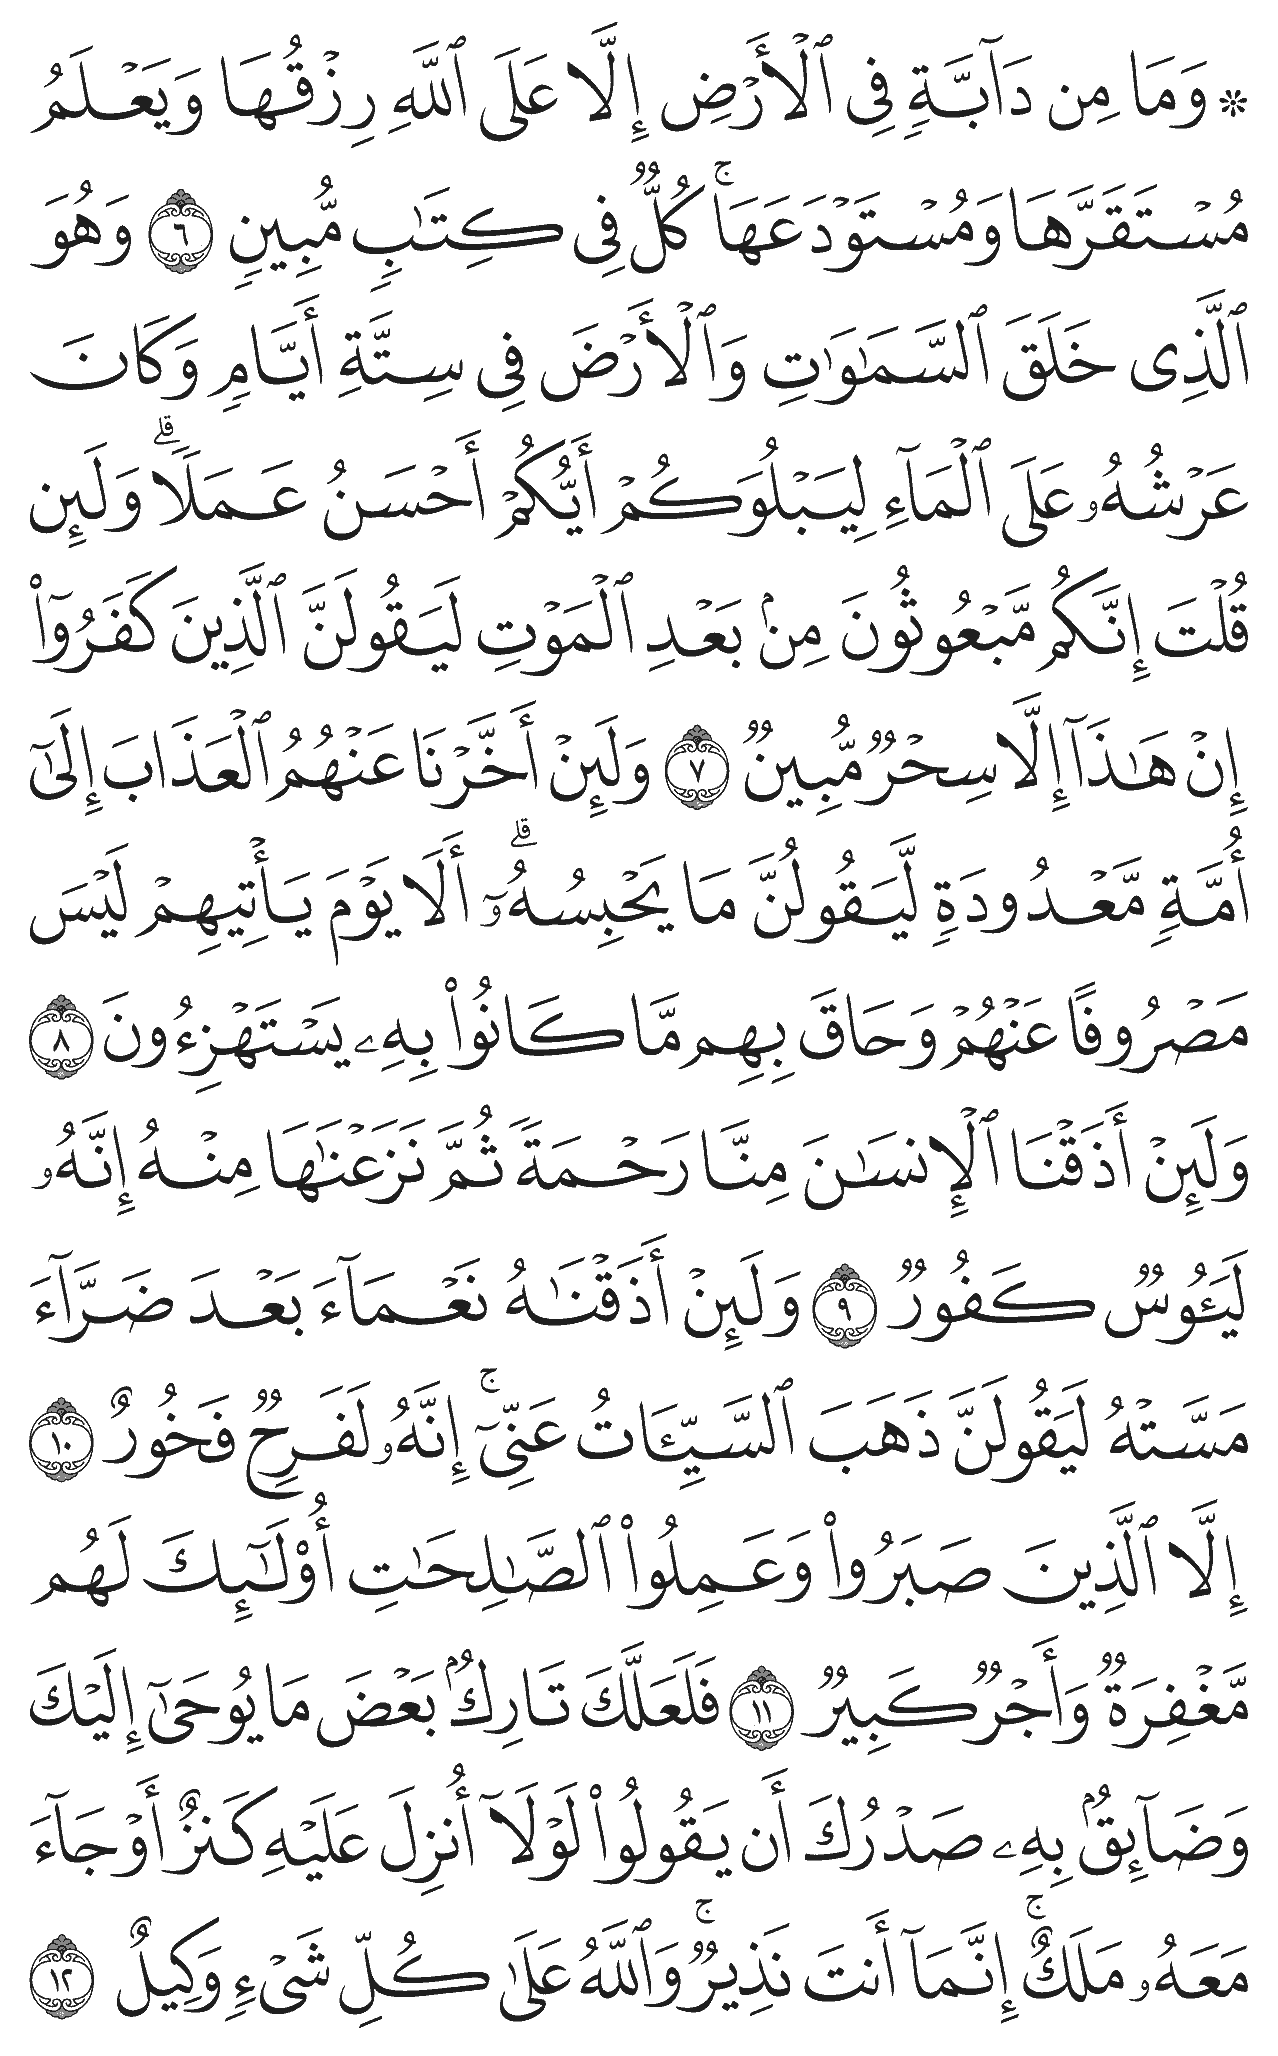 ۞ وَمَا مِن دَآبَّةٍ فِى ٱلْأَرْضِ إِلَّا عَلَى ٱللَّهِ رِزْقُهَا وَيَعْلَمُ
مُسْتَقَرَّهَا وَمُسْتَوْدَعَهَا ۚ كُلٌّ فِى كِتَٰبٍ مُّبِينٍ ٦ وَهُوَ
ٱلَّذِى خَلَقَ ٱلسَّمَٰوَٰتِ وَٱلْأَرْضَ فِى سِتَّةِ أَيَّامٍ وَكَانَ
عَرْشُهُۥ عَلَى ٱلْمَآءِ لِيَبْلُوَكُمْ أَيُّكُمْ أَحْسَنُ عَمَلًا ۗ وَلَئِن
قُلْتَ إِنَّكُم مَّبْعُوثُونَ مِنۢ بَعْدِ ٱلْمَوْتِ لَيَقُولَنَّ ٱلَّذِينَ كَفَرُوٓا۟
إِنْ هَٰذَآ إِلَّا سِحْرٌ مُّبِينٌ ٧ وَلَئِنْ أَخَّرْنَا عَنْهُمُ ٱلْعَذَابَ إِلَىٰٓ
أُمَّةٍ مَّعْدُودَةٍ لَّيَقُولُنَّ مَا يَحْبِسُهُۥٓ ۗ أَلَا يَوْمَ يَأْتِيهِمْ لَيْسَ
مَصْرُوفًا عَنْهُمْ وَحَاقَ بِهِم مَّا كَانُوا۟ بِهِۦ يَسْتَهْزِءُونَ ٨
وَلَئِنْ أَذَقْنَا ٱلْإِنسَٰنَ مِنَّا رَحْمَةً ثُمَّ نَزَعْنَٰهَا مِنْهُ إِنَّهُۥ
لَيَـُٔوسٌ كَفُورٌ ٩ وَلَئِنْ أَذَقْنَٰهُ نَعْمَآءَ بَعْدَ ضَرَّآءَ
مَسَّتْهُ لَيَقُولَنَّ ذَهَبَ ٱلسَّيِّـَٔاتُ عَنِّىٓ ۚ إِنَّهُۥ لَفَرِحٌ فَخُورٌ ١٠
إِلَّا ٱلَّذِينَ صَبَرُوا۟ وَعَمِلُوا۟ ٱلصَّٰلِحَٰتِ أُو۟لَٰٓئِكَ لَهُم
مَّغْفِرَةٌ وَأَجْرٌ كَبِيرٌ ١١ فَلَعَلَّكَ تَارِكٌۢ بَعْضَ مَا يُوحَىٰٓ إِلَيْكَ
وَضَآئِقٌۢ بِهِۦ صَدْرُكَ أَن يَقُولُوا۟ لَوْلَآ أُنزِلَ عَلَيْهِ كَنزٌ أَوْ جَآءَ
مَعَهُۥ مَلَكٌ ۚ إِنَّمَآ أَنتَ نَذِيرٌ ۚ وَٱللَّهُ عَلَىٰ كُلِّ شَىْءٍ وَكِيلٌ ١٢